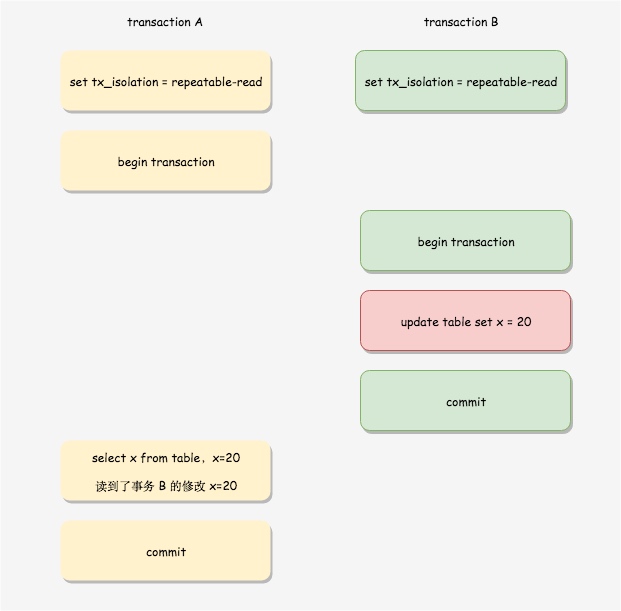 transaction A
transaction B
set tx_isolation = repeatable-read
set tx_isolation = repeatable-read
begin transaction
begin transaction
update table set x = 20
commit
select x from table，x=20
读到了事务 B 的修改 x=20
commit